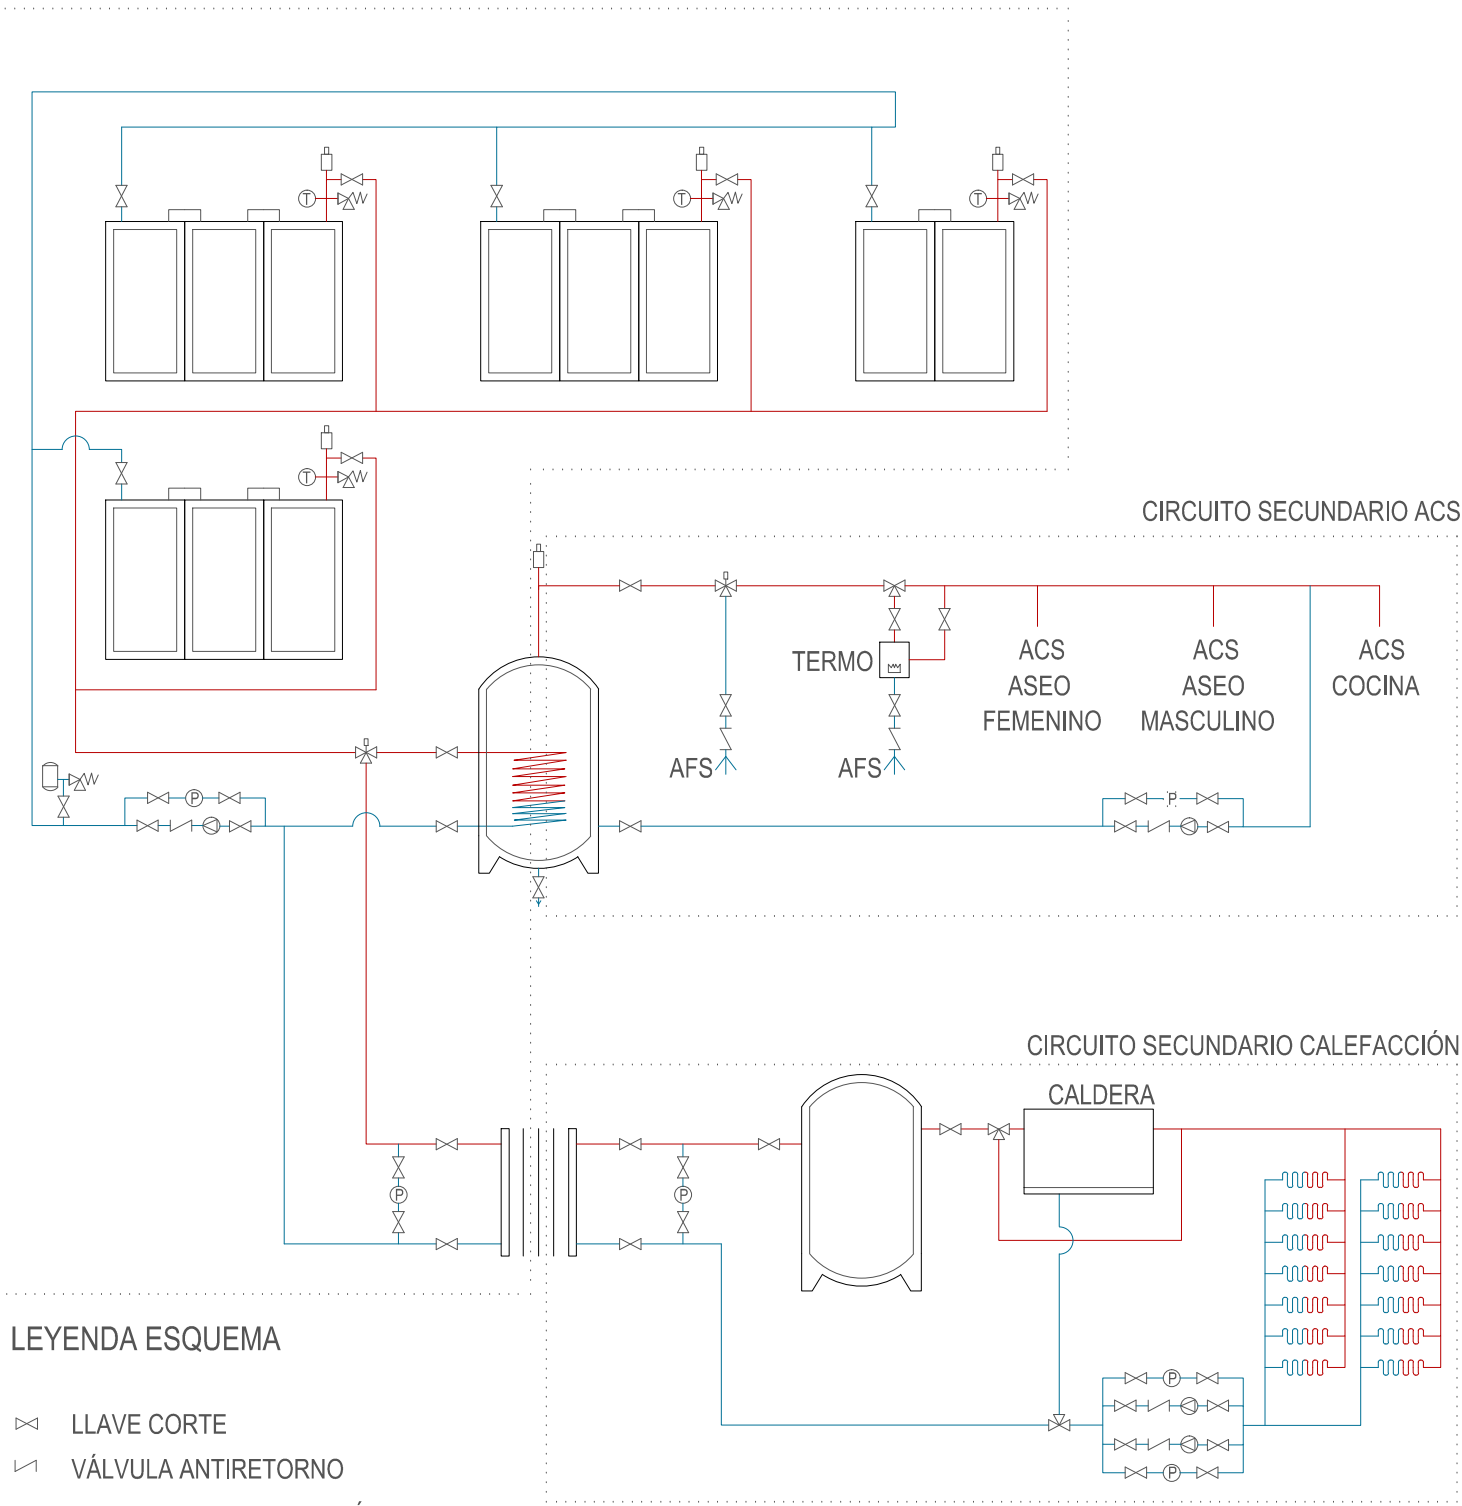 T
T
T
T
CIRCUITO SECUNDARIO ACS
TERMO
ACS
ASEO
FEMENINO
ACS
ASEO
MASCULINO
ACS
COCINA
AFS
AFS
P
P
CIRCUITO SECUNDARIO CALEFACCIÓN
CALDERA
P
P
P
P
LEYENDA ESQUEMA
LLAVE CORTE
VÁLVULA ANTIRETORNO